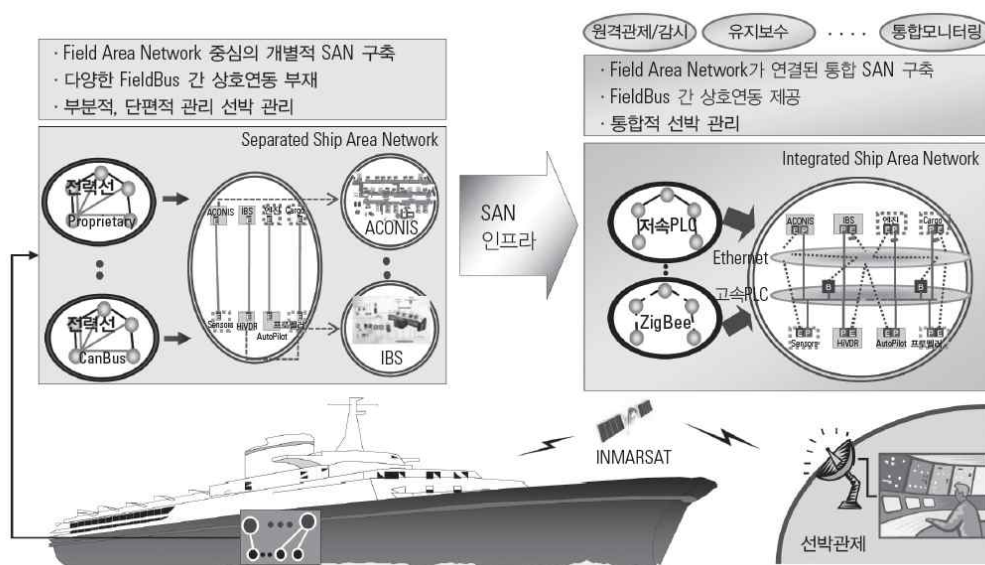 · Field Area Network 중심의 개별적 SAN 구축
· 다양한 FieldBus 간 상호연동 부재
· 부분적, 단편적 관리 선박 관리
Separated Ship Area Network
전력선
Proprietary
전력선
CanBus
ACONIS
IBS
엔진
Cargo
Sensors
HiVDR
AutoPilot
프로펠러
ACONIS
IBS
SAN
인프라
원격관제/감시
유지보수
· · · ·
통합모니터링
· Field Area Network가 연결된 통합 SAN 구축
· FieldBus 간 상호연동 제공
· 통합적 선박 관리
Integrated Ship Area Network
저속PLC
ZigBee
Ethernet
고속PLC
ACONIS
IBS
엔진
Cargo
E P
P E
E P
P E
B
B
E P
P E
E P
P E
Sensors
HiVDR
AutoPilot
프로펠러
INMARSAT
선박관제